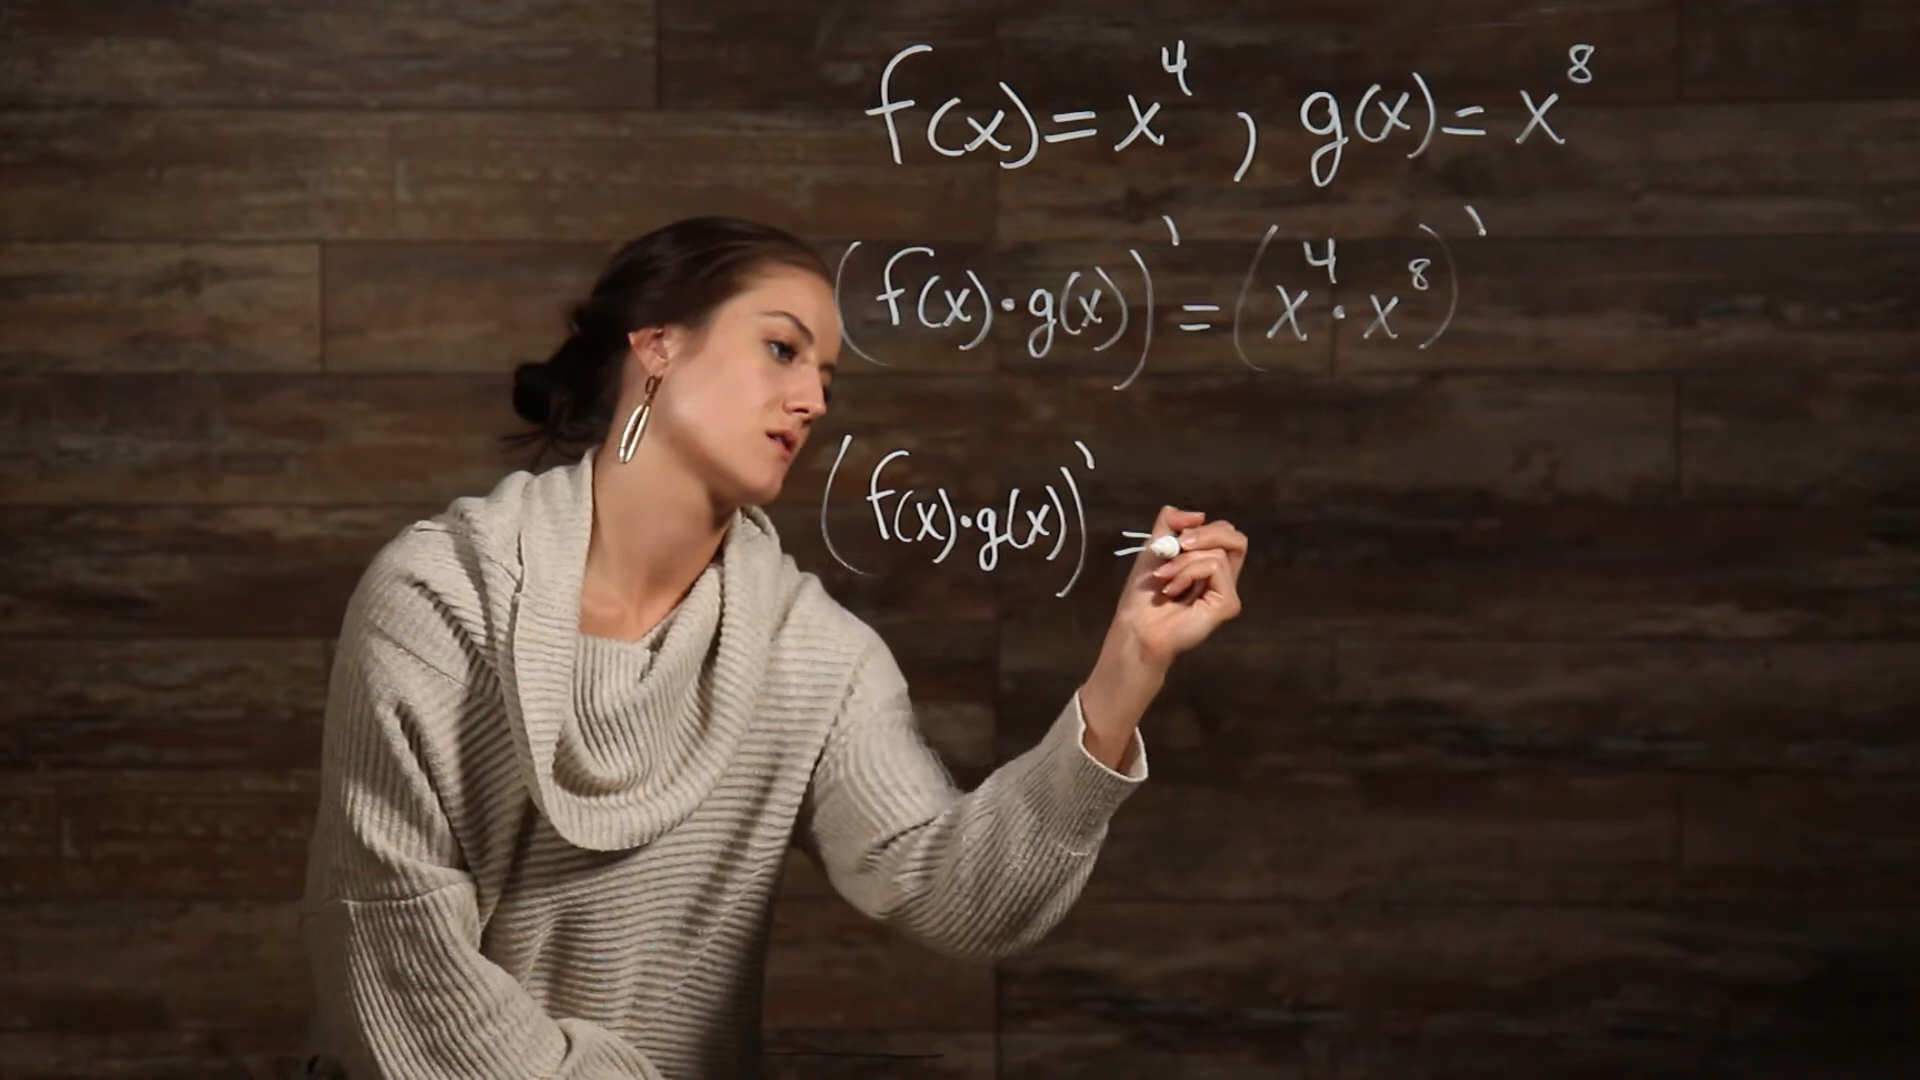 f(x) = x⁴, g(x) = x⁸
(f(x)·g(x))' = (x⁴·x⁸)'
(f(x)·g(x))' =